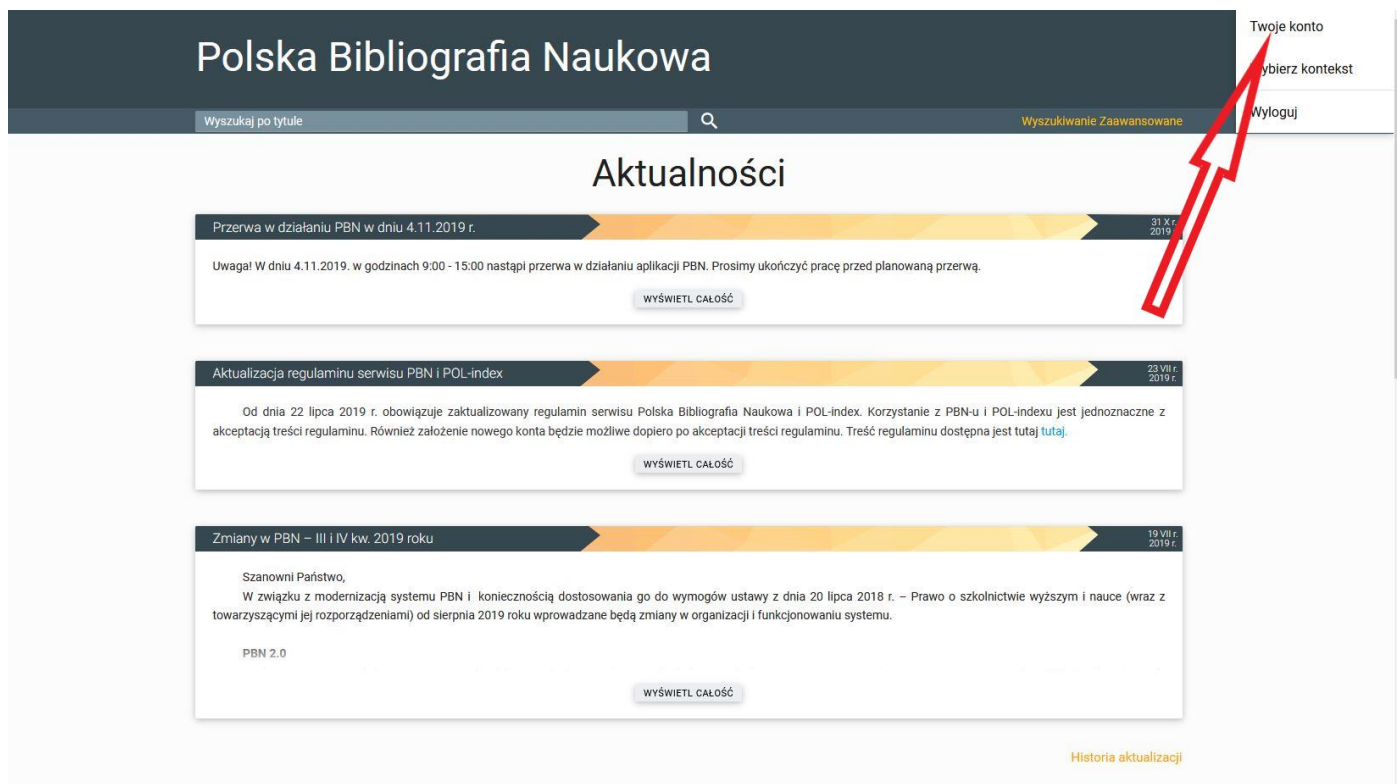 Twoje konto
Polska Bibliografia Naukowa
Wybierz kontekst
Wyszukaj po tytule
Wyszukiwanie Zaawansowane
Wyloguj
Aktualności
Przerwa w działaniu PBN w dniu 4.11.2019 r.
31 X r.
2019 r.
Uwaga! W dniu 4.11.2019. w godzinach 9:00 - 15:00 nastąpi przerwa w działaniu aplikacji PBN. Prosimy ukończyć pracę przed planowaną przerwą.
WYŚWIETL CAŁOŚĆ
Aktualizacja regulaminu serwisu PBN i POL-index
23 VII r.
2019 r.
Od dnia 22 lipca 2019 r. obowiązuje zaktualizowany regulamin serwisu Polska Bibliografia Naukowa i POL-index. Korzystanie z PBN-u i POL-indexu jest jednoznaczne z
akceptacją treści regulaminu. Również założenie nowego konta będzie możliwe dopiero po akceptacji treści regulaminu. Treść regulaminu dostępna jest tutaj tutaj.
WYŚWIETL CAŁOŚĆ
Zmiany w PBN – III i IV kw. 2019 roku
19 VII r.
2019 r.
Szanowni Państwo,
W związku z modernizacją systemu PBN i koniecznością dostosowania go do wymogów ustawy z dnia 20 lipca 2018 r. – Prawo o szkolnictwie wyższym i nauce (wraz z
towarzyszącymi jej rozporządzeniami) od sierpnia 2019 roku wprowadzane będą zmiany w organizacji i funkcjonowaniu systemu.
PBN 2.0
WYŚWIETL CAŁOŚĆ
Historia aktualizacji